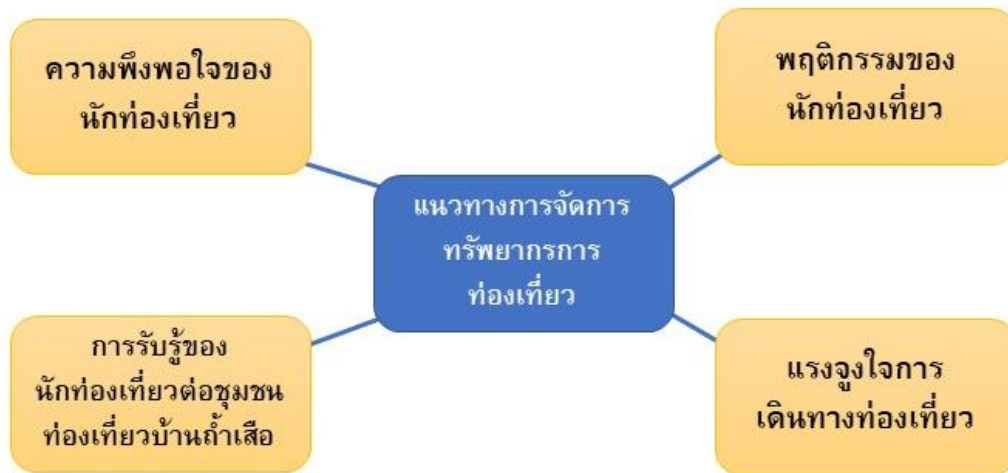 ความพึงพอใจของ
นักท่องเที่ยว
พฤติกรรมของ
นักท่องเที่ยว
แนวทางการจัดการ
ทรัพยากรการ
ท่องเที่ยว
การรับรู้ของ
นักท่องเที่ยวต่อชุมชน
ท่องเที่ยวบ้านถ้ำเสือ
แรงจูงใจการ
เดินทางท่องเที่ยว